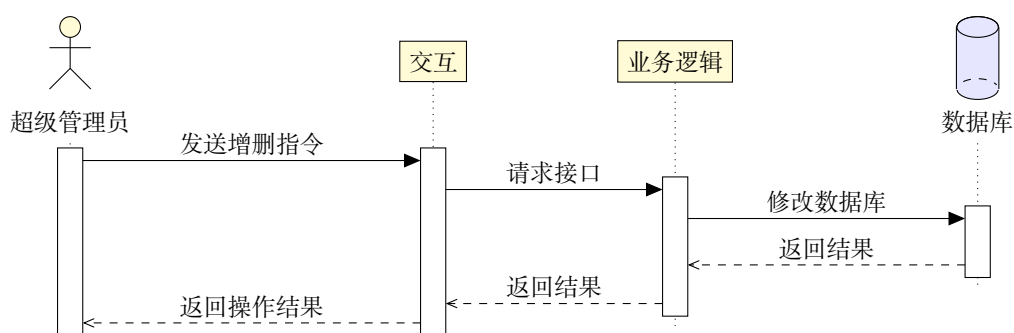 交互
业务逻辑
超级管理员
数据库
发送增删指令
请求接口
修改数据库
返回结果
返回结果
返回操作结果